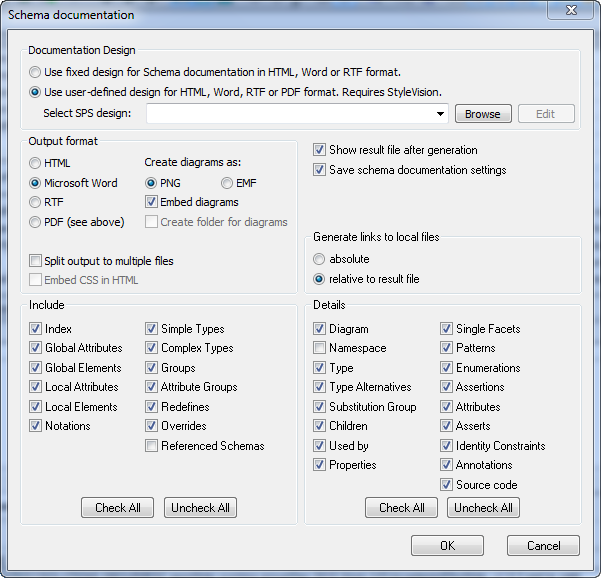 Schema documentation
Documentation Design
Use fixed design for Schema documentation in HTML, Word or RTF format.
Use user-defined design for HTML, Word, RTF or PDF format. Requires StyleVision.
Select SPS design:
Browse
Edit
Output format
HTML
Microsoft Word
RTF
PDF (see above)
Create diagrams as:
PNG
EMF
Embed diagrams
Create folder for diagrams
Split output to multiple files
Embed CSS in HTML
Show result file after generation
Save schema documentation settings
Generate links to local files
absolute
relative to result file
Include
Index
Global Attributes
Global Elements
Local Attributes
Local Elements
Notations
Simple Types
Complex Types
Groups
Attribute Groups
Redefines
Overrides
Referenced Schemas
Check All
Uncheck All
Details
Diagram
Namespace
Type
Type Alternatives
Substitution Group
Children
Used by
Properties
Single Facets
Patterns
Enumerations
Assertions
Attributes
Asserts
Identity Constraints
Annotations
Source code
Check All
Uncheck All
OK
Cancel